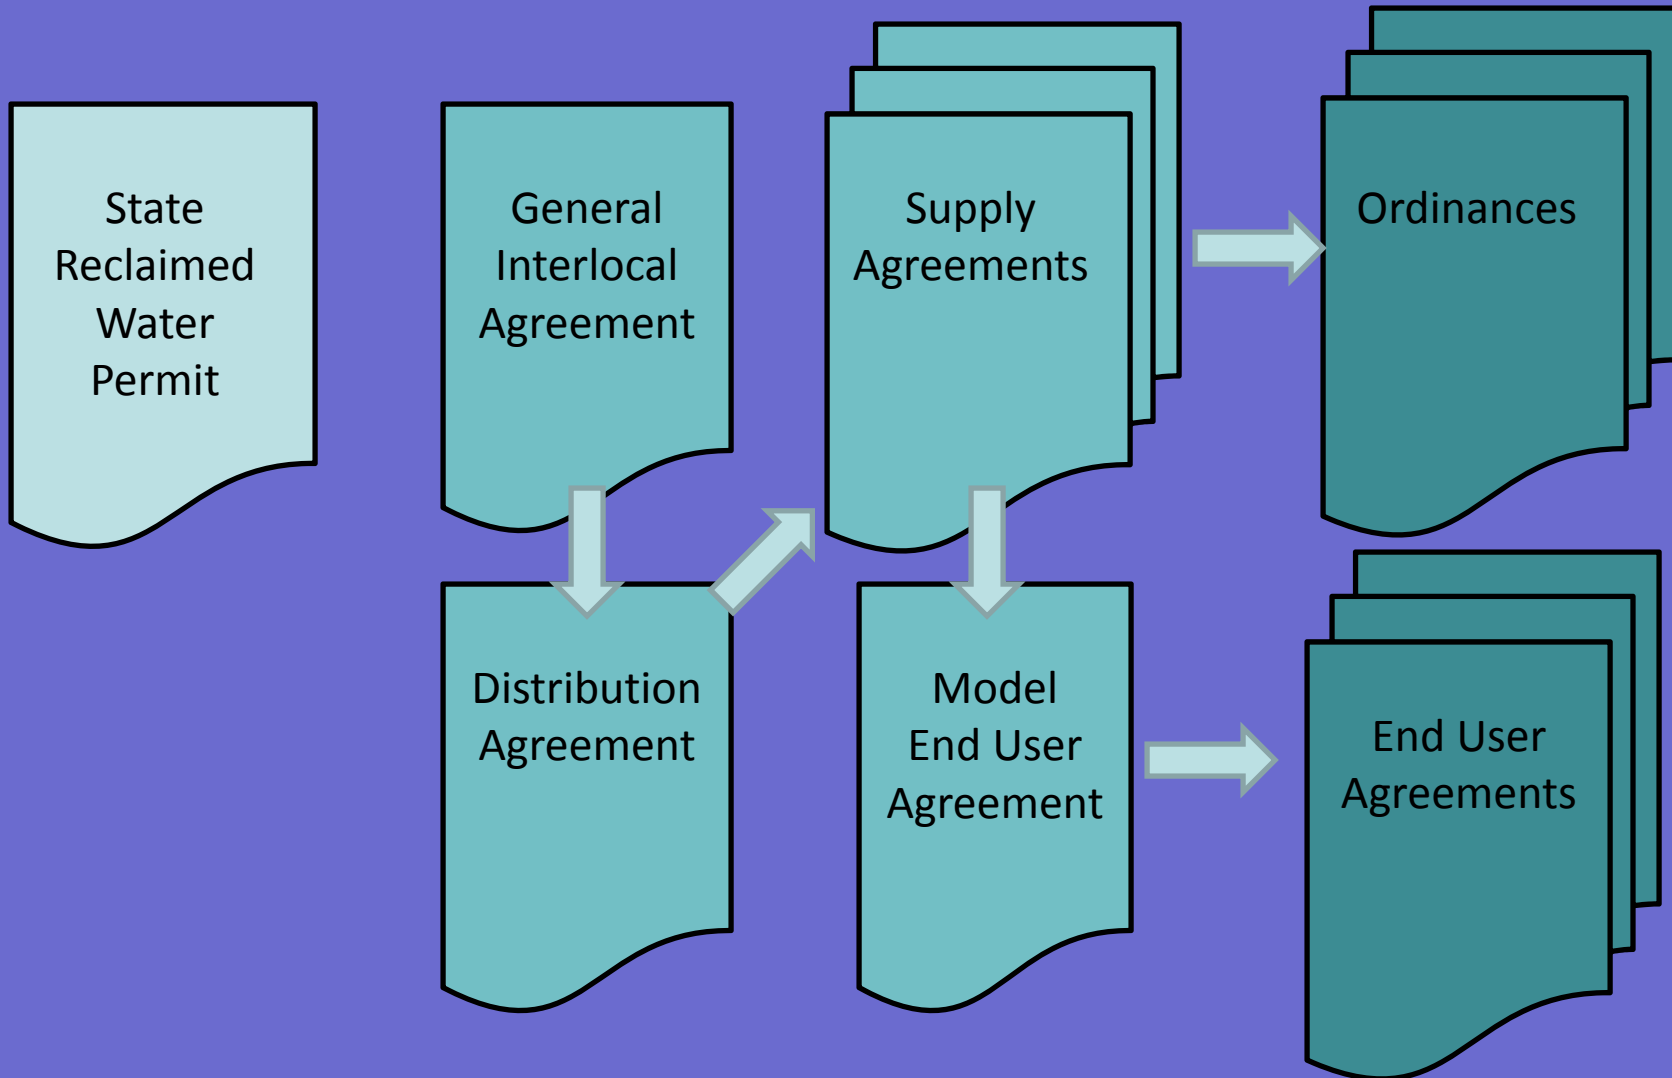 State
Reclaimed
Water
Permit
General
Interlocal
Agreement
Supply
Agreements
Ordinances
Distribution
Agreement
Model
End User
Agreement
End User
Agreements